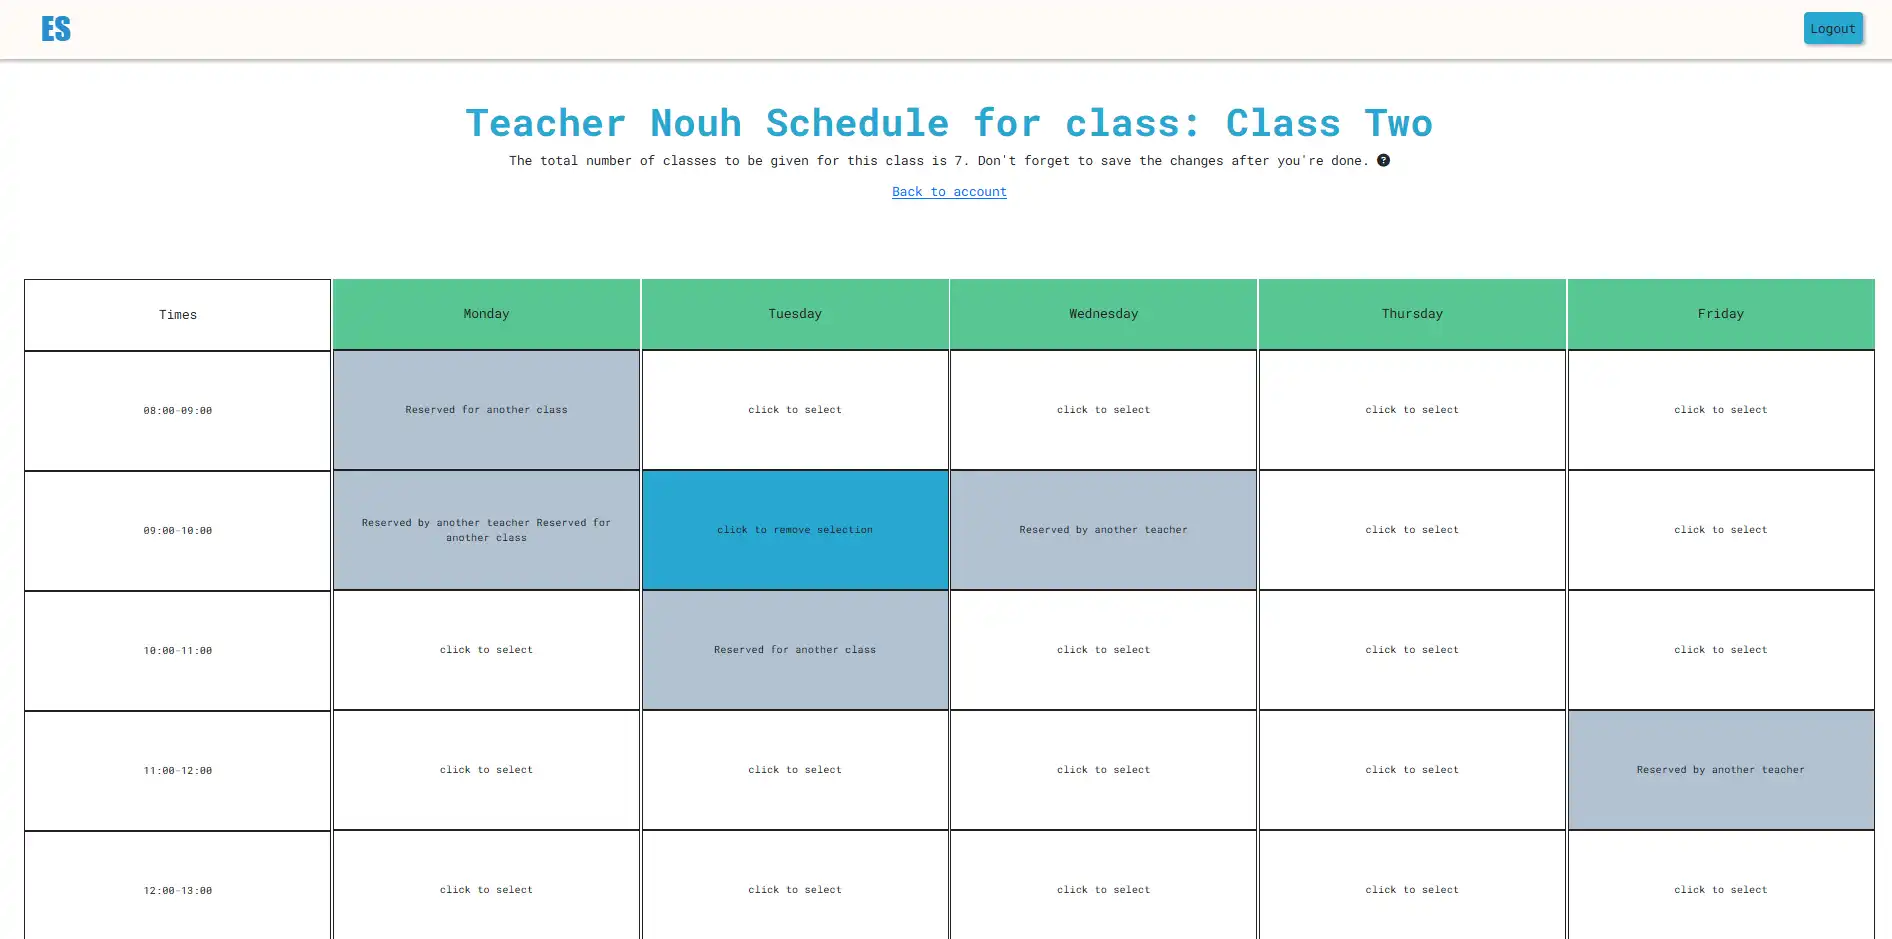 ES
Logout
Teacher Nouh Schedule for class: Class Two
The total number of classes to be given for this class is 7. Don't forget to save the changes after you're done. ?
Back to account
Times Monday Tuesday Wednesday Thursday Friday
08:00-09:00 Reserved for another class click to select click to select click to select click to select
09:00-10:00 Reserved by another teacher Reserved for
another class click to remove selection Reserved by another teacher click to select click to select
10:00-11:00 click to select Reserved for another class click to select click to select click to select
11:00-12:00 click to select click to select click to select click to select Reserved by another teacher
12:00-13:00 click to select click to select click to select click to select click to select